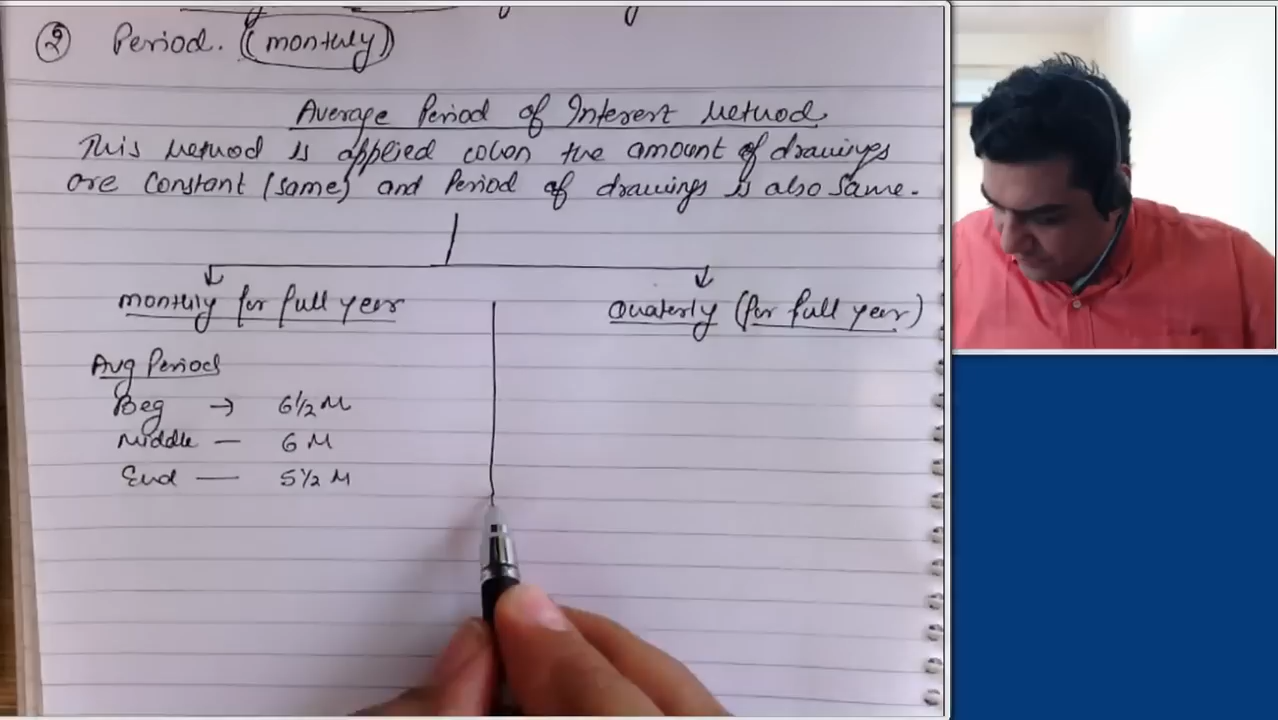 ② Period. (monthly)
Average Period of Interest Method
This Method is applied when the amount of drawings
are Constant (same) and Period of drawings is also same.
monthly for full year
Quaterly (for full year)
Avg Period
Beg → 6½ M
Middle — 6 M
End — 5½ M